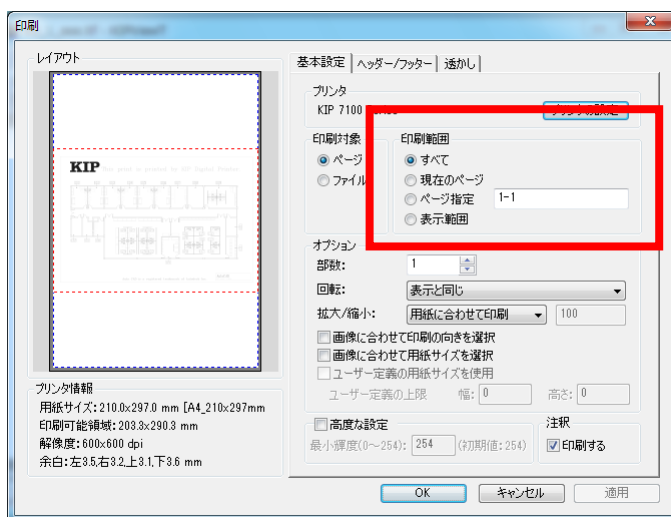 印刷
レイアウト
KIP
プリンタ情報
用紙サイズ:210.0x297.0 mm [A4_210x297mm
印刷可能領域:203.3x290.3 mm
解像度:600x600 dpi
余白:左3.5,右3.2,上3.1,下3.6 mm
基本設定 ヘッダー/フッター 透かし
プリンタ
KIP 7100
印刷対象
ページ
ファイル
印刷範囲
すべて
現在のページ
ページ指定 1-1
表示範囲
オプション
部数: 1
回転: 表示と同じ
拡大/縮小: 用紙に合わせて印刷 100
画像に合わせて印刷の向きを選択
画像に合わせて用紙サイズを選択
ユーザー定義の用紙サイズを使用
ユーザー定義の上限 幅: 0 高さ: 0
高度な設定
最小輝度(0~254): 254 (初期値:254)
注釈
印刷する
OK キャンセル 適用